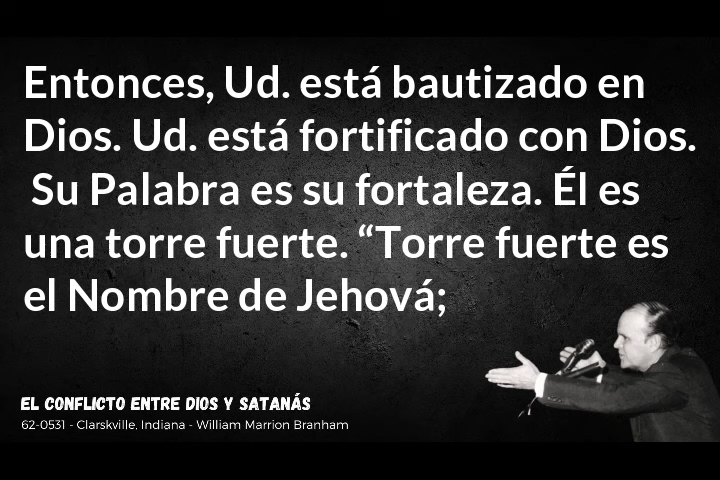 Entonces, Ud. está bautizado en
Dios. Ud. está fortificado con Dios.
Su Palabra es su fortaleza. Él es
una torre fuerte. “Torre fuerte es
el Nombre de Jehová;
EL CONFLICTO ENTRE DIOS Y SATANÁS
62-0531 - Clarskville, Indiana - William Marrion Branham